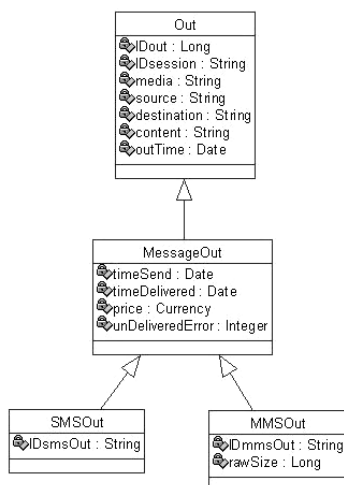 Out
IDout : Long
IDsession : String
media : String
source : String
destination : String
content : String
outTime : Date
MessageOut
timeSend : Date
timeDelivered : Date
price : Currency
unDeliveredError : Integer
SMSOut
IDsmsOut : String
MMSOut
IDmmsOut : String
rawSize : Long